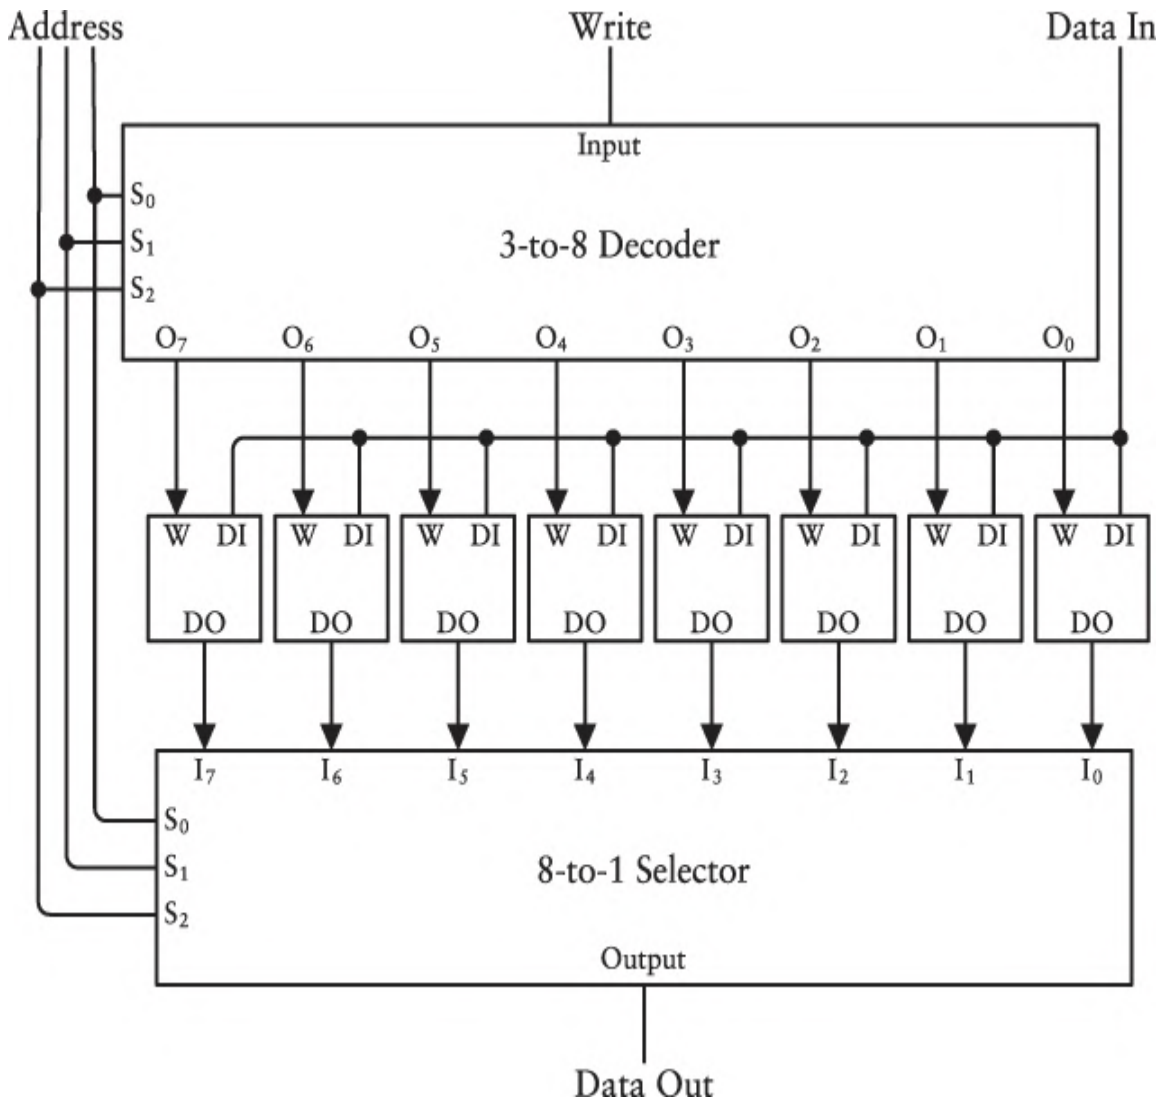 Address Write Data In
Input
S₀
S₁
3-to-8 Decoder
S₂
O₇ O₆ O₅ O₄ O₃ O₂ O₁ O₀
W DI W DI W DI W DI W DI W DI W DI W DI
DO DO DO DO DO DO DO DO
I₇ I₆ I₅ I₄ I₃ I₂ I₁ I₀
S₀
S₁
8-to-1 Selector
S₂
Output
Data Out